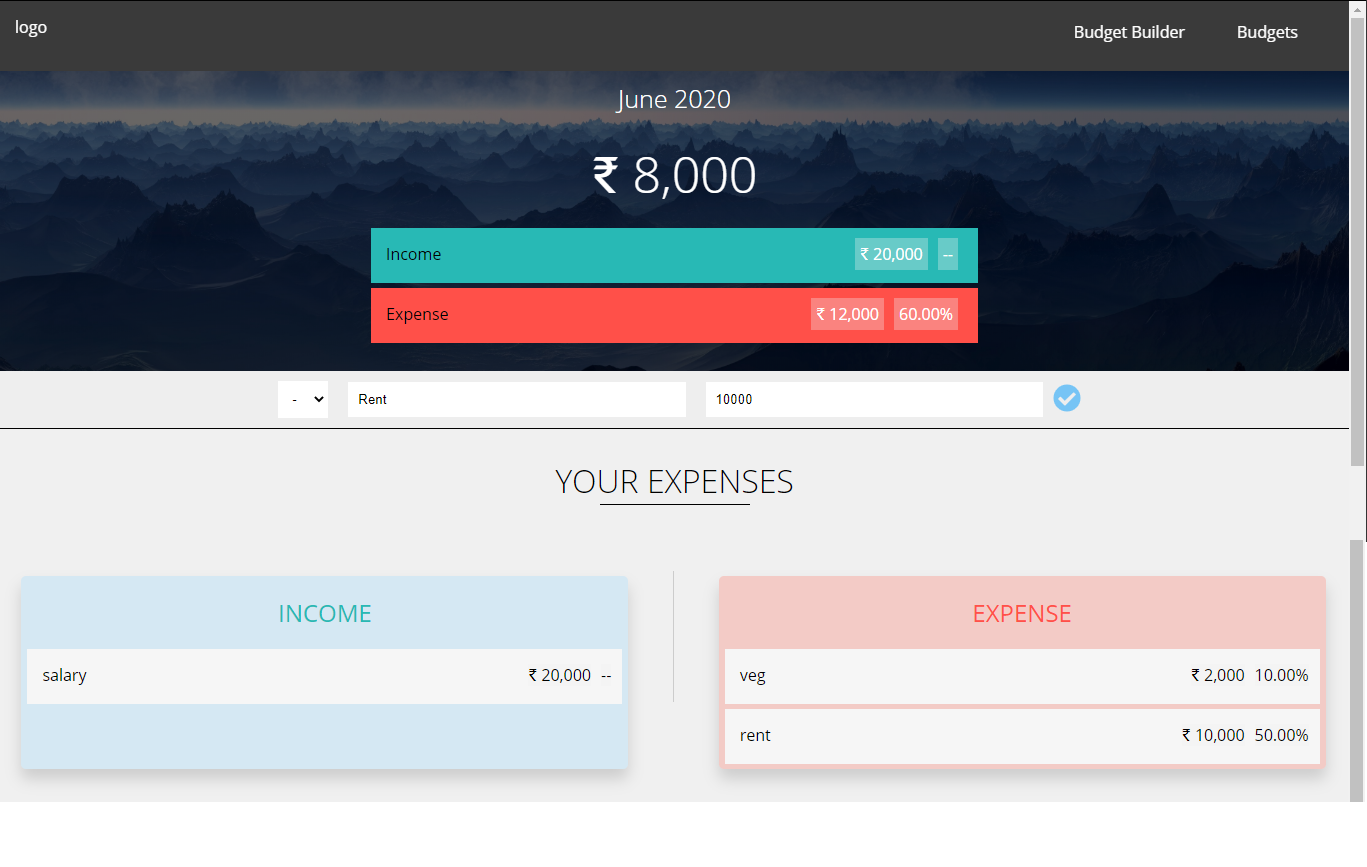 logo
Budget Builder Budgets
June 2020
₹ 8,000
Income ₹ 20,000 --
Expense ₹ 12,000 60.00%
- Rent 10000
YOUR EXPENSES
INCOME
salary ₹ 20,000 --
EXPENSE
veg ₹ 2,000 10.00%
rent ₹ 10,000 50.00%